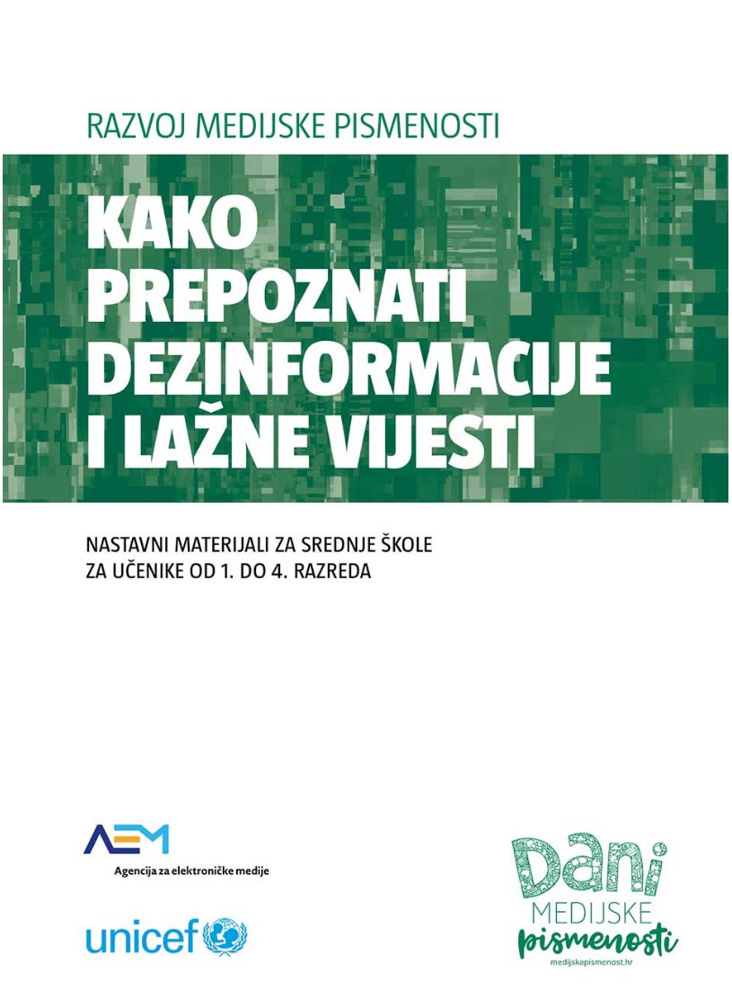 RAZVOJ MEDIJSKE PISMENOSTI
KAKO
PREPOZNATI
DEZINFORMACIJE
I LAŽNE VIJESTI
NASTAVNI MATERIJALI ZA SREDNJE ŠKOLE
ZA UČENIKE OD 1. DO 4. RAZREDA
AEM
Agencija za elektroničke medije
unicef
Dani
MEDIJSKE
pismenosti
medijskapismenost.hr